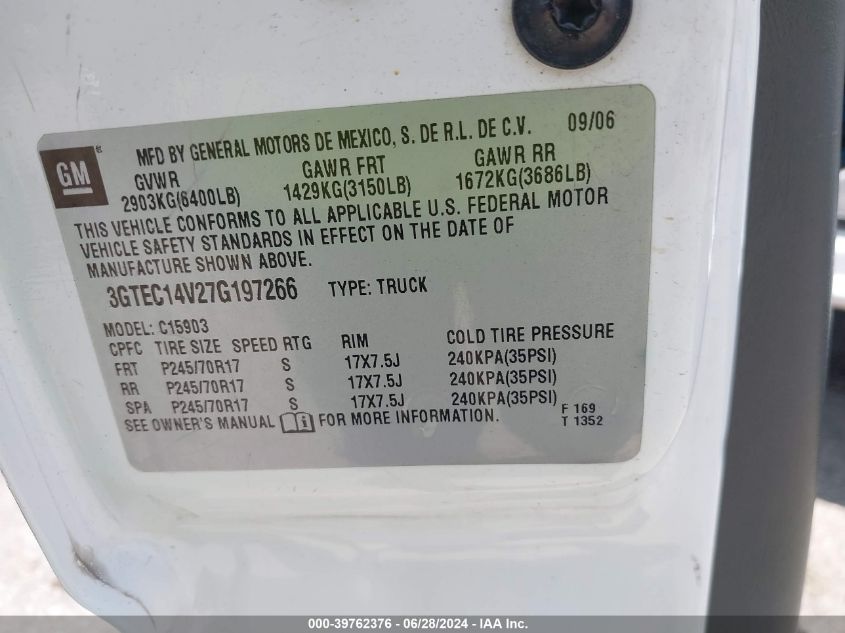 GM ® MFD BY GENERAL MOTORS DE MEXICO, S. DE R.L. DE C.V. 09/06
GVWR GAWR FRT GAWR RR
2903KG(6400LB) 1429KG(3150LB) 1672KG(3686LB)
THIS VEHICLE CONFORMS TO ALL APPLICABLE U.S. FEDERAL MOTOR
VEHICLE SAFETY STANDARDS IN EFFECT ON THE DATE OF
MANUFACTURE SHOWN ABOVE.
3GTEC14V27G197266 TYPE: TRUCK
MODEL: C15903
CPFC TIRE SIZE SPEED RTG RIM COLD TIRE PRESSURE
FRT P245/70R17 S 17X7.5J 240KPA(35PSI)
RR P245/70R17 S 17X7.5J 240KPA(35PSI)
SPA P245/70R17 S 17X7.5J 240KPA(35PSI)
SEE OWNER'S MANUAL i FOR MORE INFORMATION.
F 169
T 1352
000-39762376 - 06/28/2024 - IAA Inc.